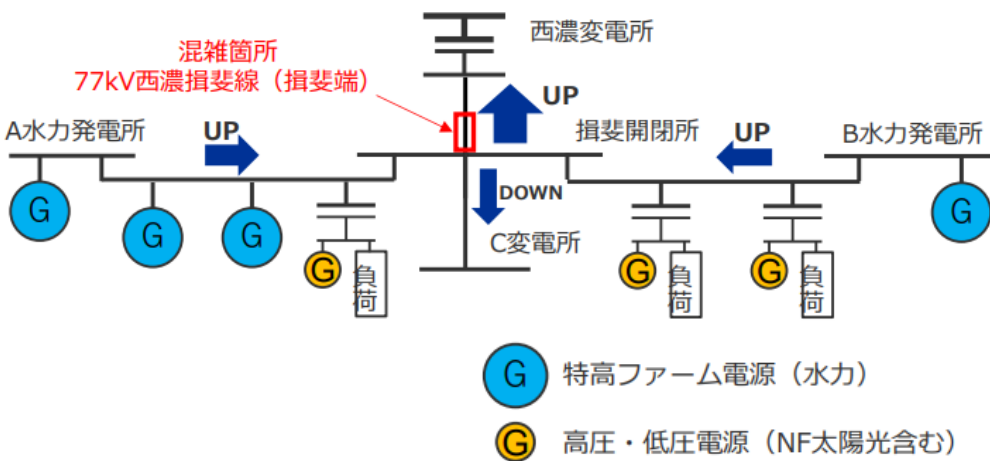 西濃変電所
混雑箇所
77kV西濃揖斐線（揖斐端）
UP
A水力発電所
UP
揖斐開閉所
UP
B水力発電所
DOWN
C変電所
G
G
G
G
G
負荷
G
負荷
G
負荷
G
特高ファーム電源（水力）
G
高圧・低圧電源（NF太陽光含む）